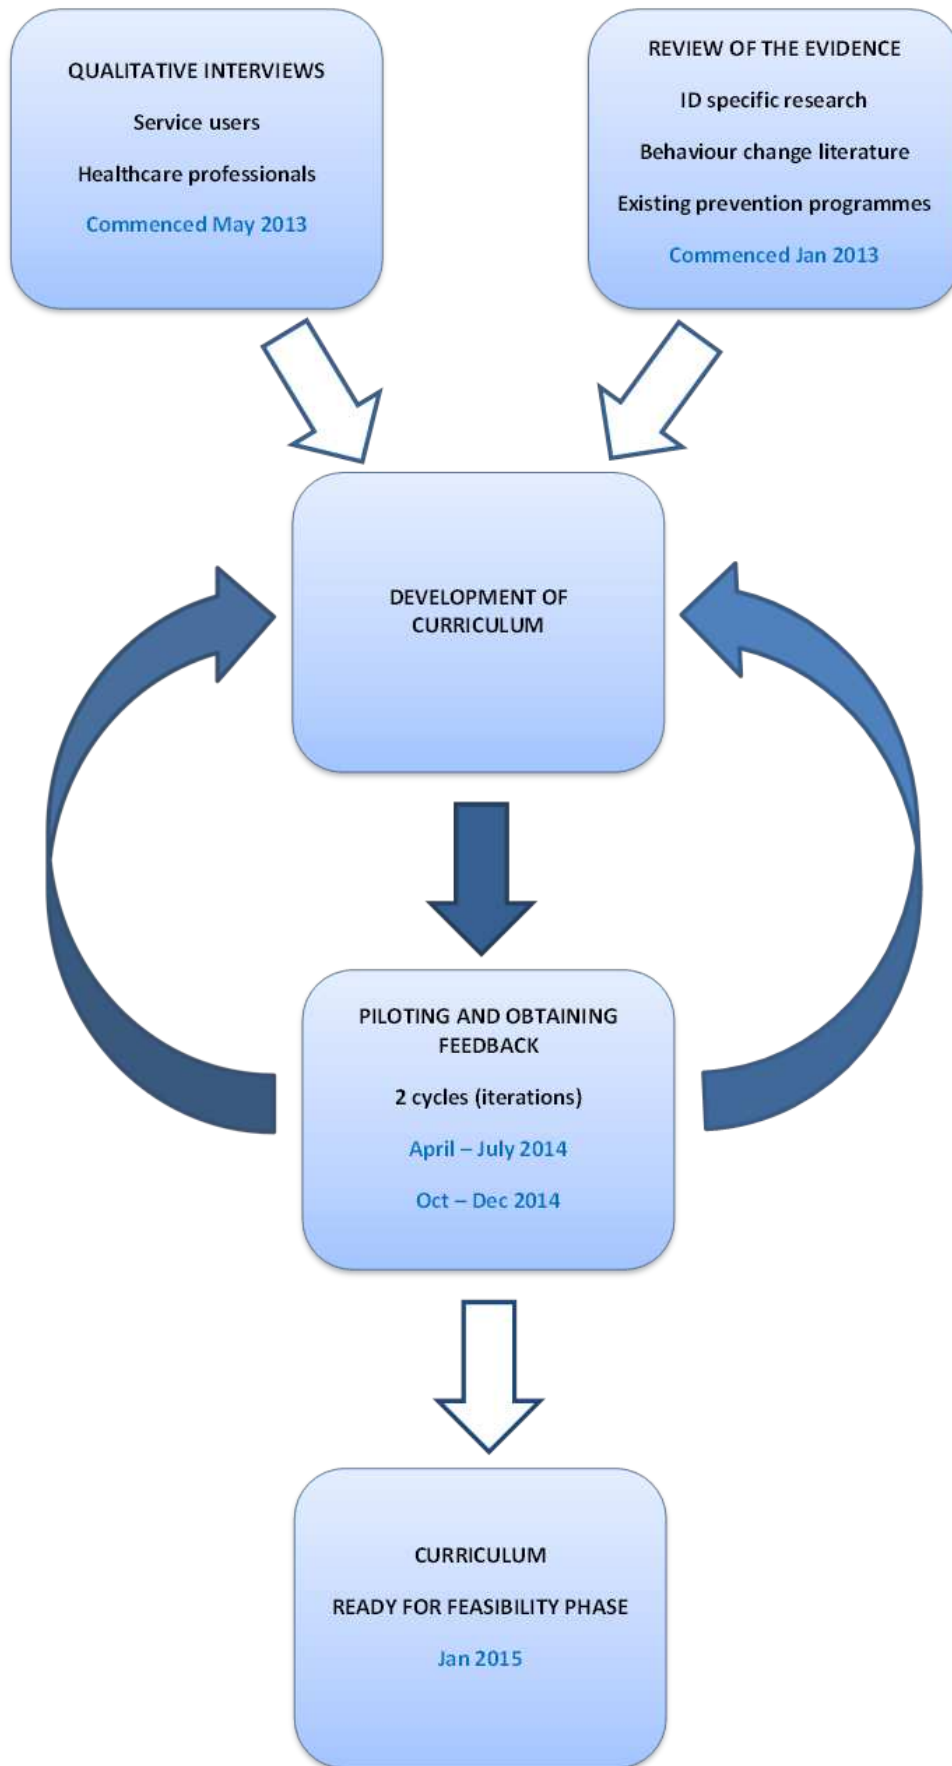 QUALITATIVE INTERVIEWS
Service users
Healthcare professionals
Commenced May 2013
REVIEW OF THE EVIDENCE
ID specific research
Behaviour change literature
Existing prevention programmes
Commenced Jan 2013
DEVELOPMENT OF
CURRICULUM
PILOTING AND OBTAINING
FEEDBACK
2 cycles (iterations)
April – July 2014
Oct – Dec 2014
CURRICULUM
READY FOR FEASIBILITY PHASE
Jan 2015